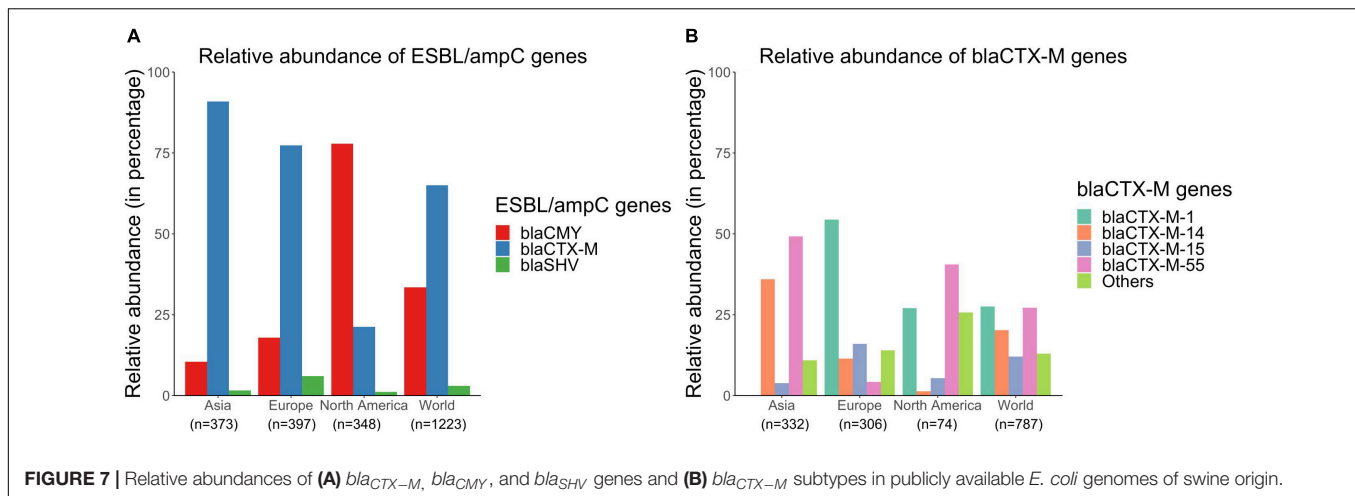 A
Relative abundance of ESBL/ampC genes
Relative abundance (in percentage)
100
75
50
25
0
Asia
Europe
North America
World
(n=373)
(n=397)
(n=348)
(n=1223)
ESBL/ampC genes
blaCMY
blaCTX-M
blaSHV
B
Relative abundance of blaCTX-M genes
Relative abundance (in percentage)
100
75
50
25
0
Asia
Europe
North America
World
(n=332)
(n=306)
(n=74)
(n=787)
blaCTX-M genes
blaCTX-M-1
blaCTX-M-14
blaCTX-M-15
blaCTX-M-55
Others
FIGURE 7 | Relative abundances of (A) blaCTX−M, blaCMY, and blaSHV genes and (B) blaCTX−M subtypes in publicly available E. coli genomes of swine origin.